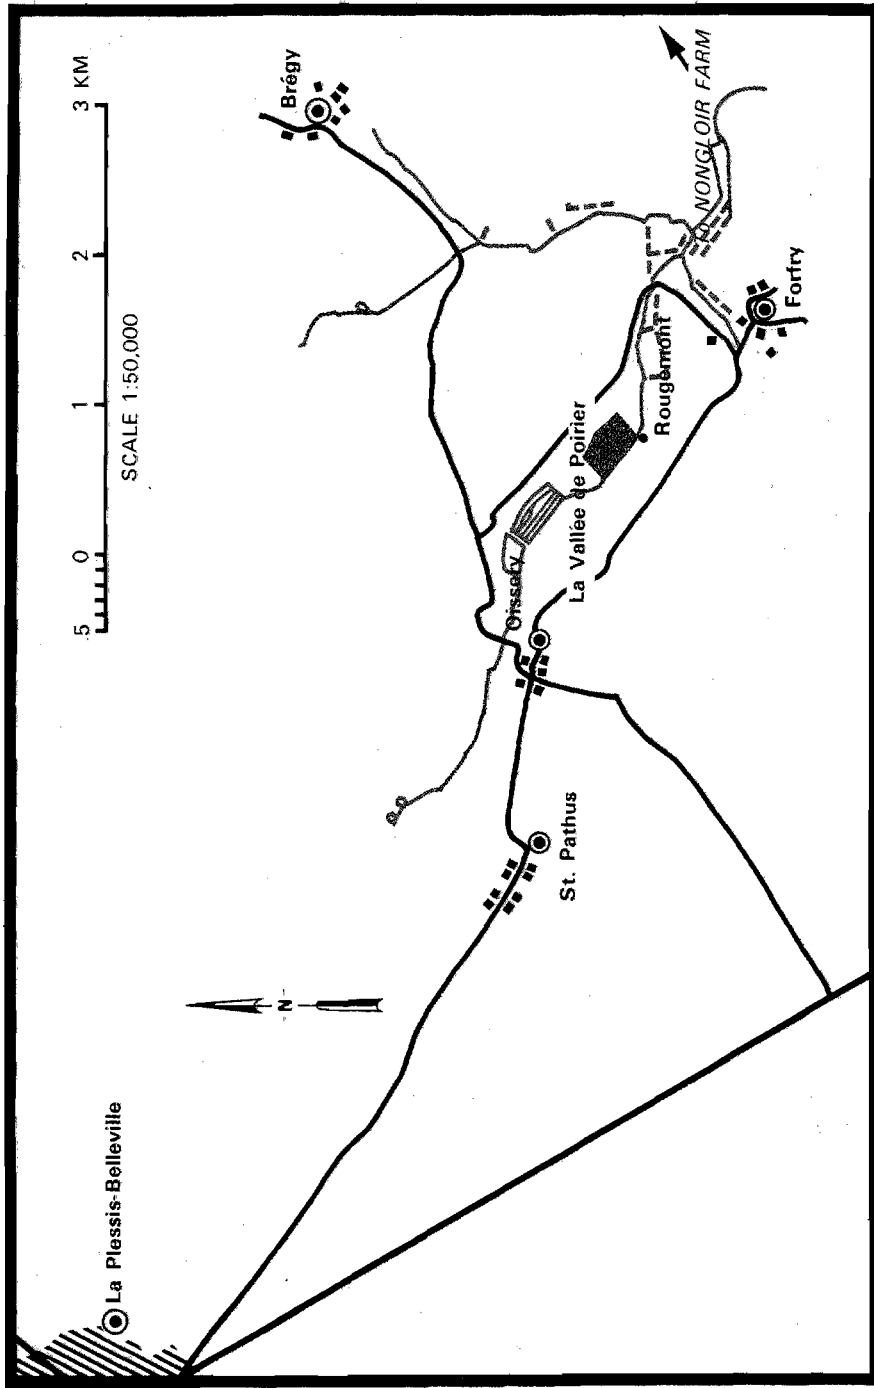 .5 0 1 2 3 KM
La Plessis-Belleville
SCALE 1:50,000
N
Brégy
Oissery
St. Pathus
La Vallée de Poirier
Rougemont
NONGLOIR FARM
Forfry